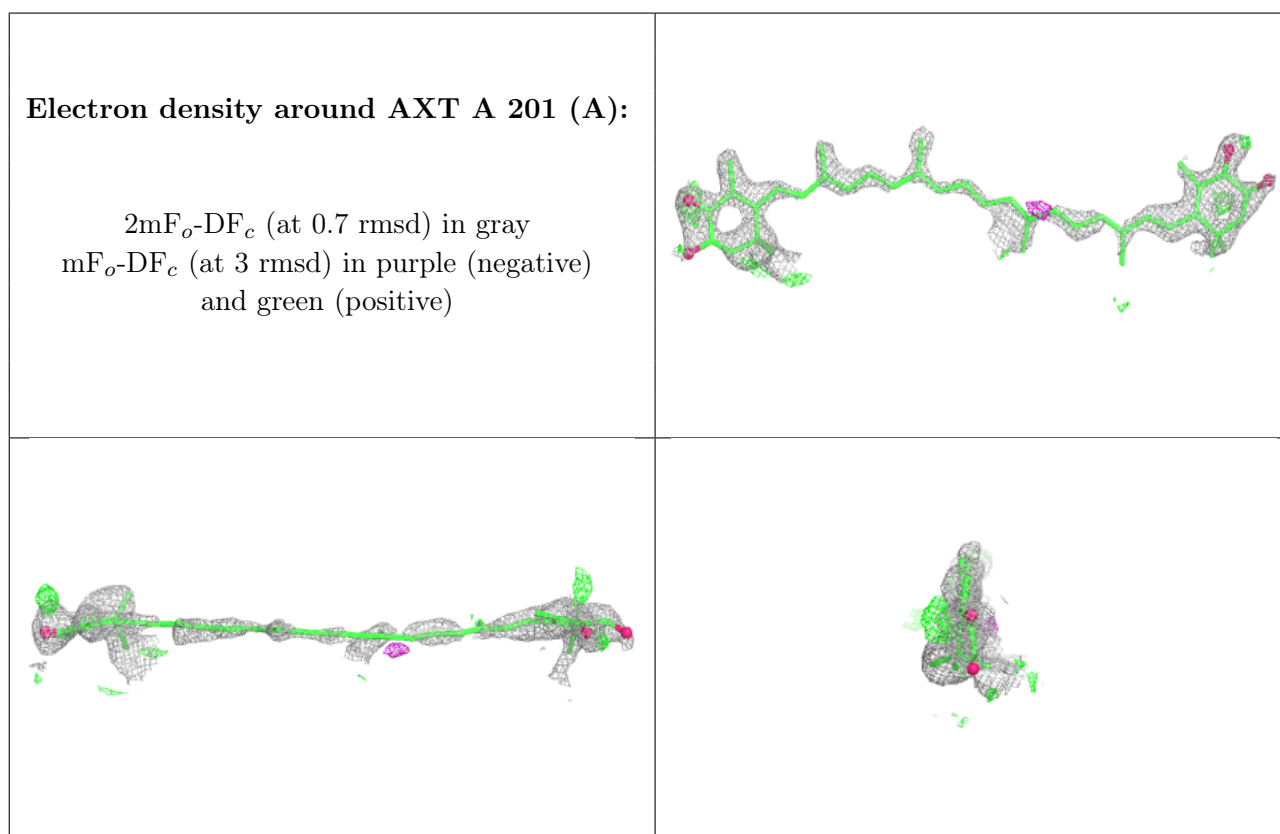 Electron density around AXT A 201 (A):
2mFₒ-DF𝒸 (at 0.7 rmsd) in gray
mFₒ-DF𝒸 (at 3 rmsd) in purple (negative)
and green (positive)